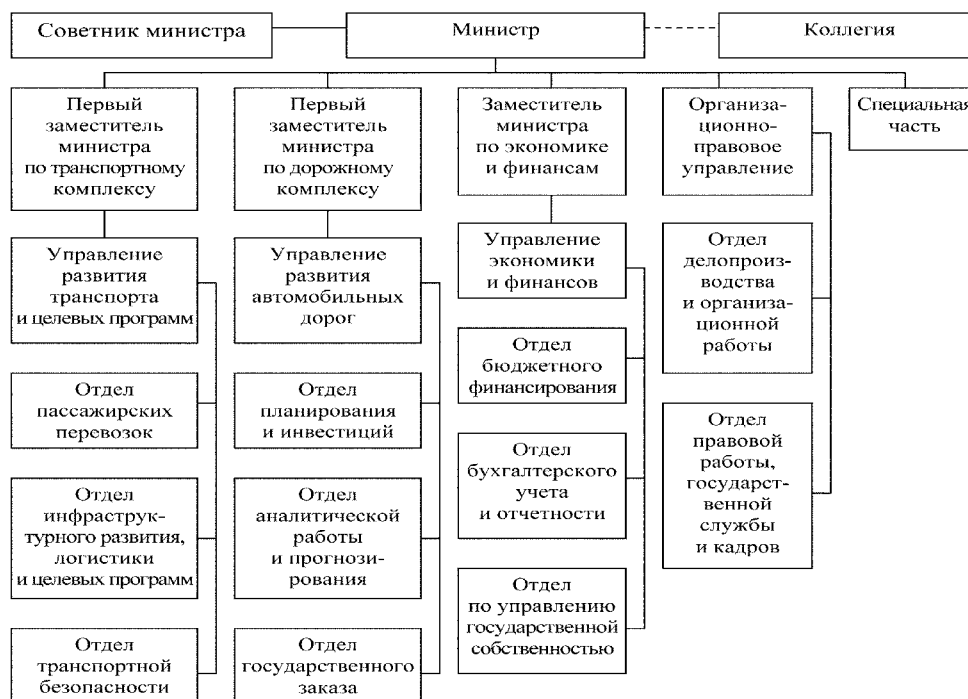 Советник министра
Министр
Коллегия
Первый
заместитель
министра
по транспортному
комплексу
Первый
заместитель
министра
по дорожному
комплексу
Заместитель
министра
по экономике
и финансам
Организа-
ционно-
правовое
управление
Специальная
часть
Управление
развития
транспорта
и целевых программ
Управление
развития
автомобильных
дорог
Управление
экономики
и финансов
Отдел
делопроиз-
водства
и организа-
ционной
работы
Отдел
пассажирских
перевозок
Отдел
планирования
и инвестиций
Отдел
бюджетного
финансирования
Отдел
правовой
работы,
государст-
венной
службы
и кадров
Отдел
инфраструк-
турного развития,
логистики
и целевых программ
Отдел
аналитической
работы
и прогнози-
рования
Отдел
бухгалтерского
учета
и отчетности
Отдел
транспортной
безопасности
Отдел
государственного
заказа
Отдел
по управлению
государственной
собственностью